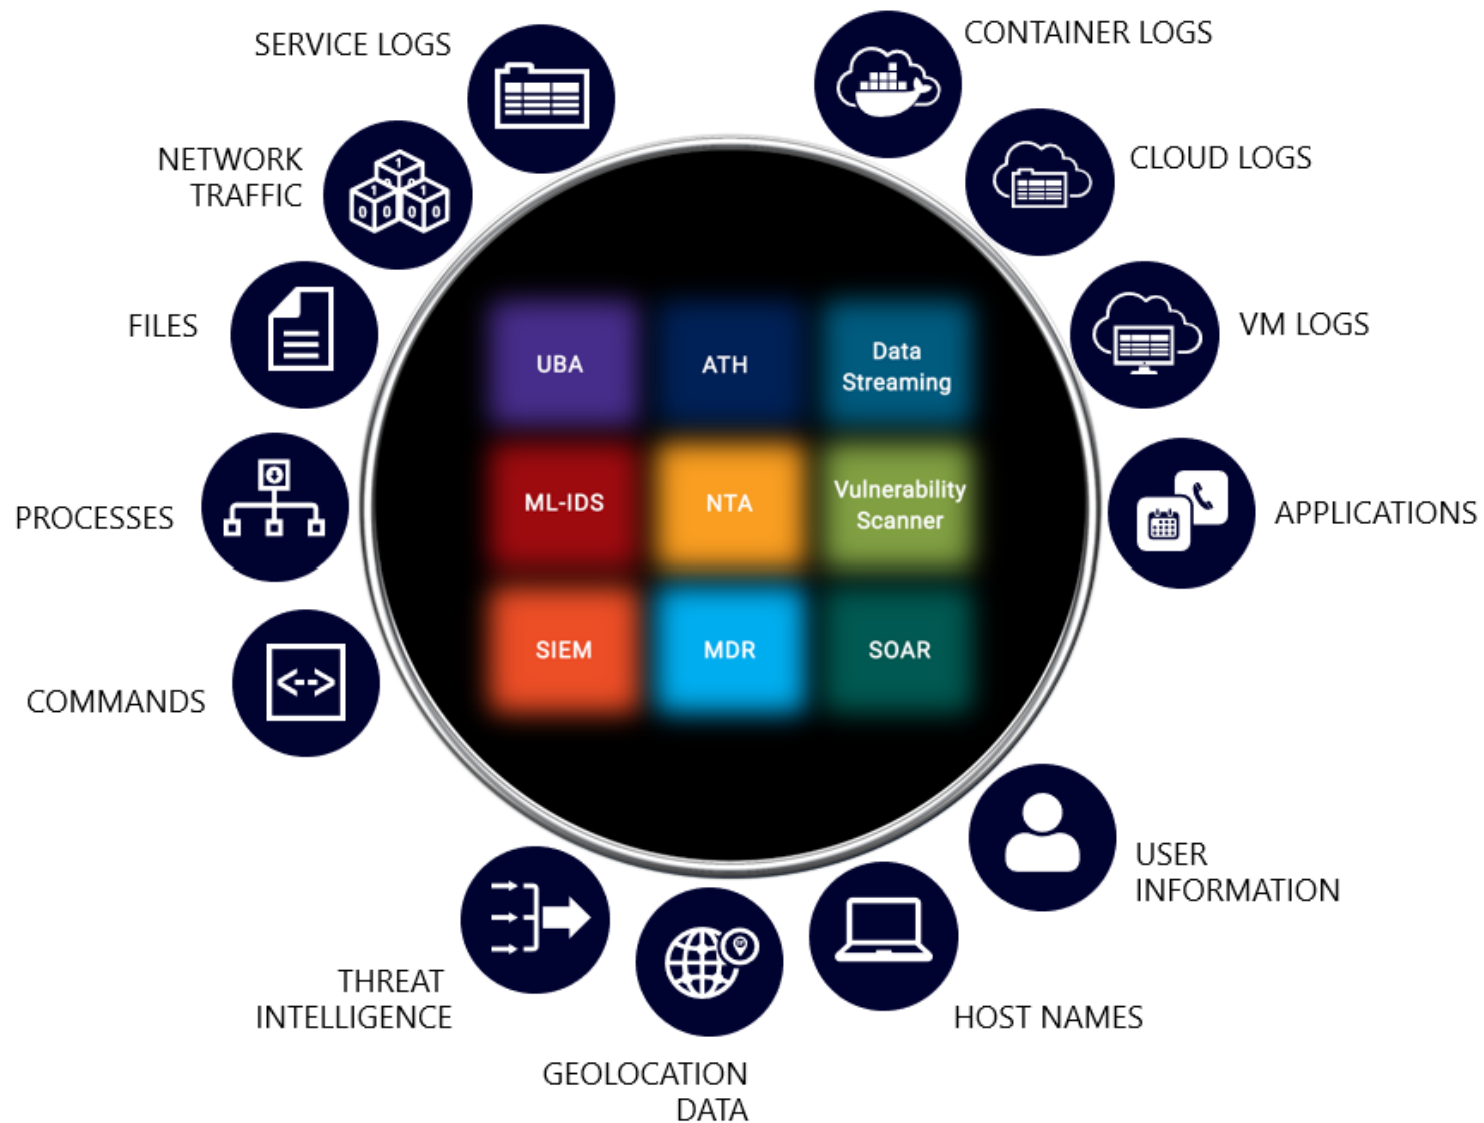 SERVICE LOGS
CONTAINER LOGS
NETWORK
TRAFFIC
CLOUD LOGS
FILES
VM LOGS
PROCESSES
APPLICATIONS
COMMANDS
UBA
ATH
Data
Streaming
ML-IDS
NTA
Vulnerability
Scanner
SIEM
MDR
SOAR
USER
INFORMATION
THREAT
INTELLIGENCE
HOST NAMES
GEOLOCATION
DATA